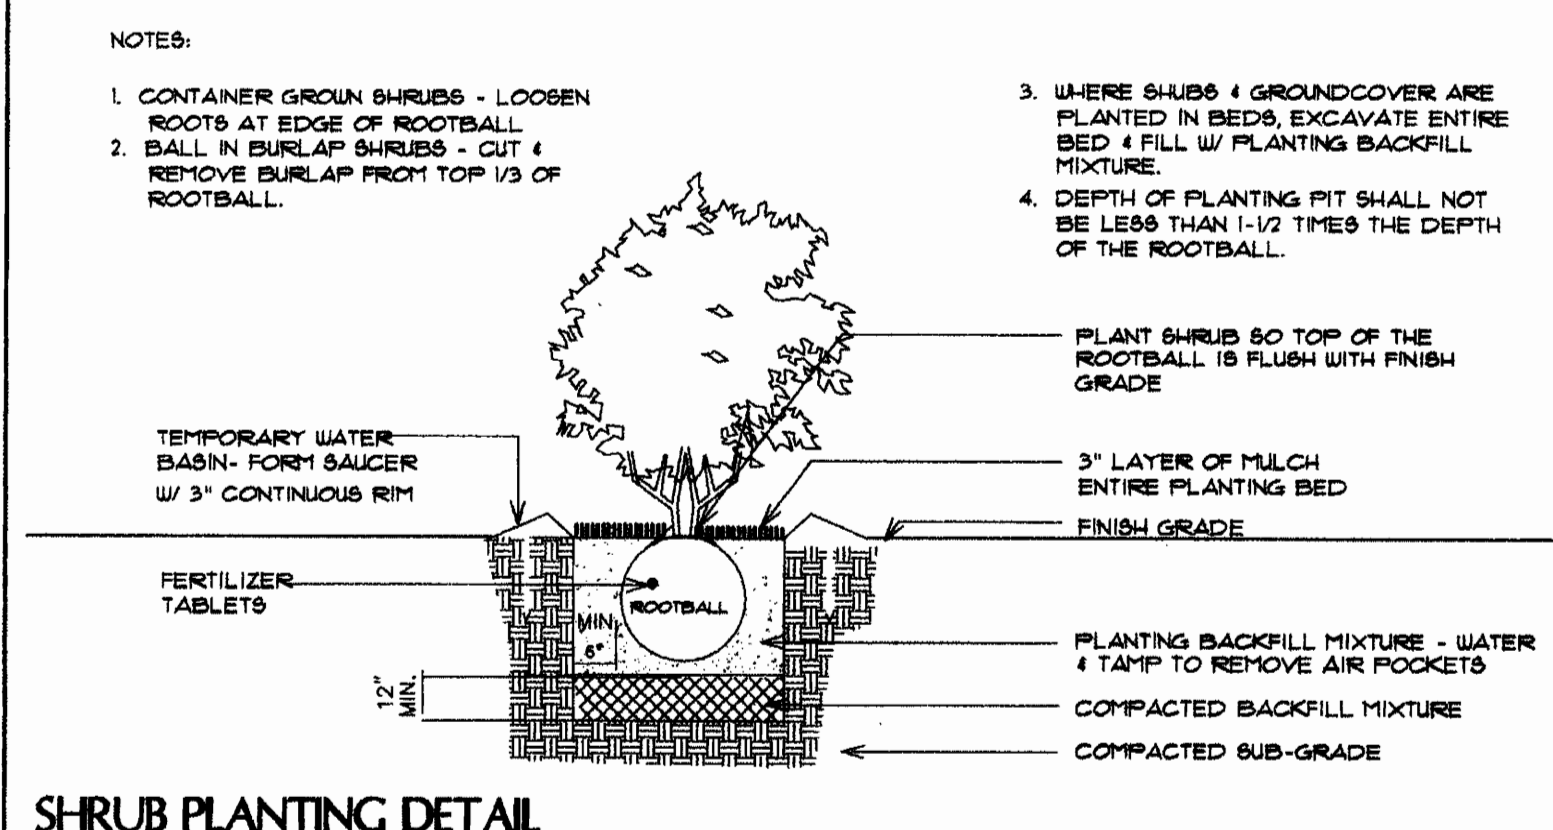 NOTES:
1. CONTAINER GROWN SHRUBS - LOOSEN
ROOTS AT EDGE OF ROOTBALL
2. BALL IN BURLAP SHRUBS - CUT &
REMOVE BURLAP FROM TOP 1/3 OF
ROOTBALL.
3. WHERE SHUBS & GROUNDCOVER ARE
PLANTED IN BEDS, EXCAVATE ENTIRE
BED & FILL W/ PLANTING BACKFILL
MIXTURE.
4. DEPTH OF PLANTING PIT SHALL NOT
BE LESS THAN 1-1/2 TIMES THE DEPTH
OF THE ROOTBALL.
PLANT SHRUB SO TOP OF THE
ROOTBALL IS FLUSH WITH FINISH
GRADE
TEMPORARY WATER
BASIN- FORM SAUCER
W/ 3" CONTINUOUS RIM
3" LAYER OF MULCH
ENTIRE PLANTING BED
FINISH GRADE
FERTILIZER
TABLETS
ROOTBALL
MIN
6"
PLANTING BACKFILL MIXTURE - WATER
& TAMP TO REMOVE AIR POCKETS
12"
MIN.
COMPACTED BACKFILL MIXTURE
COMPACTED SUB-GRADE
SHRUB PLANTING DETAIL